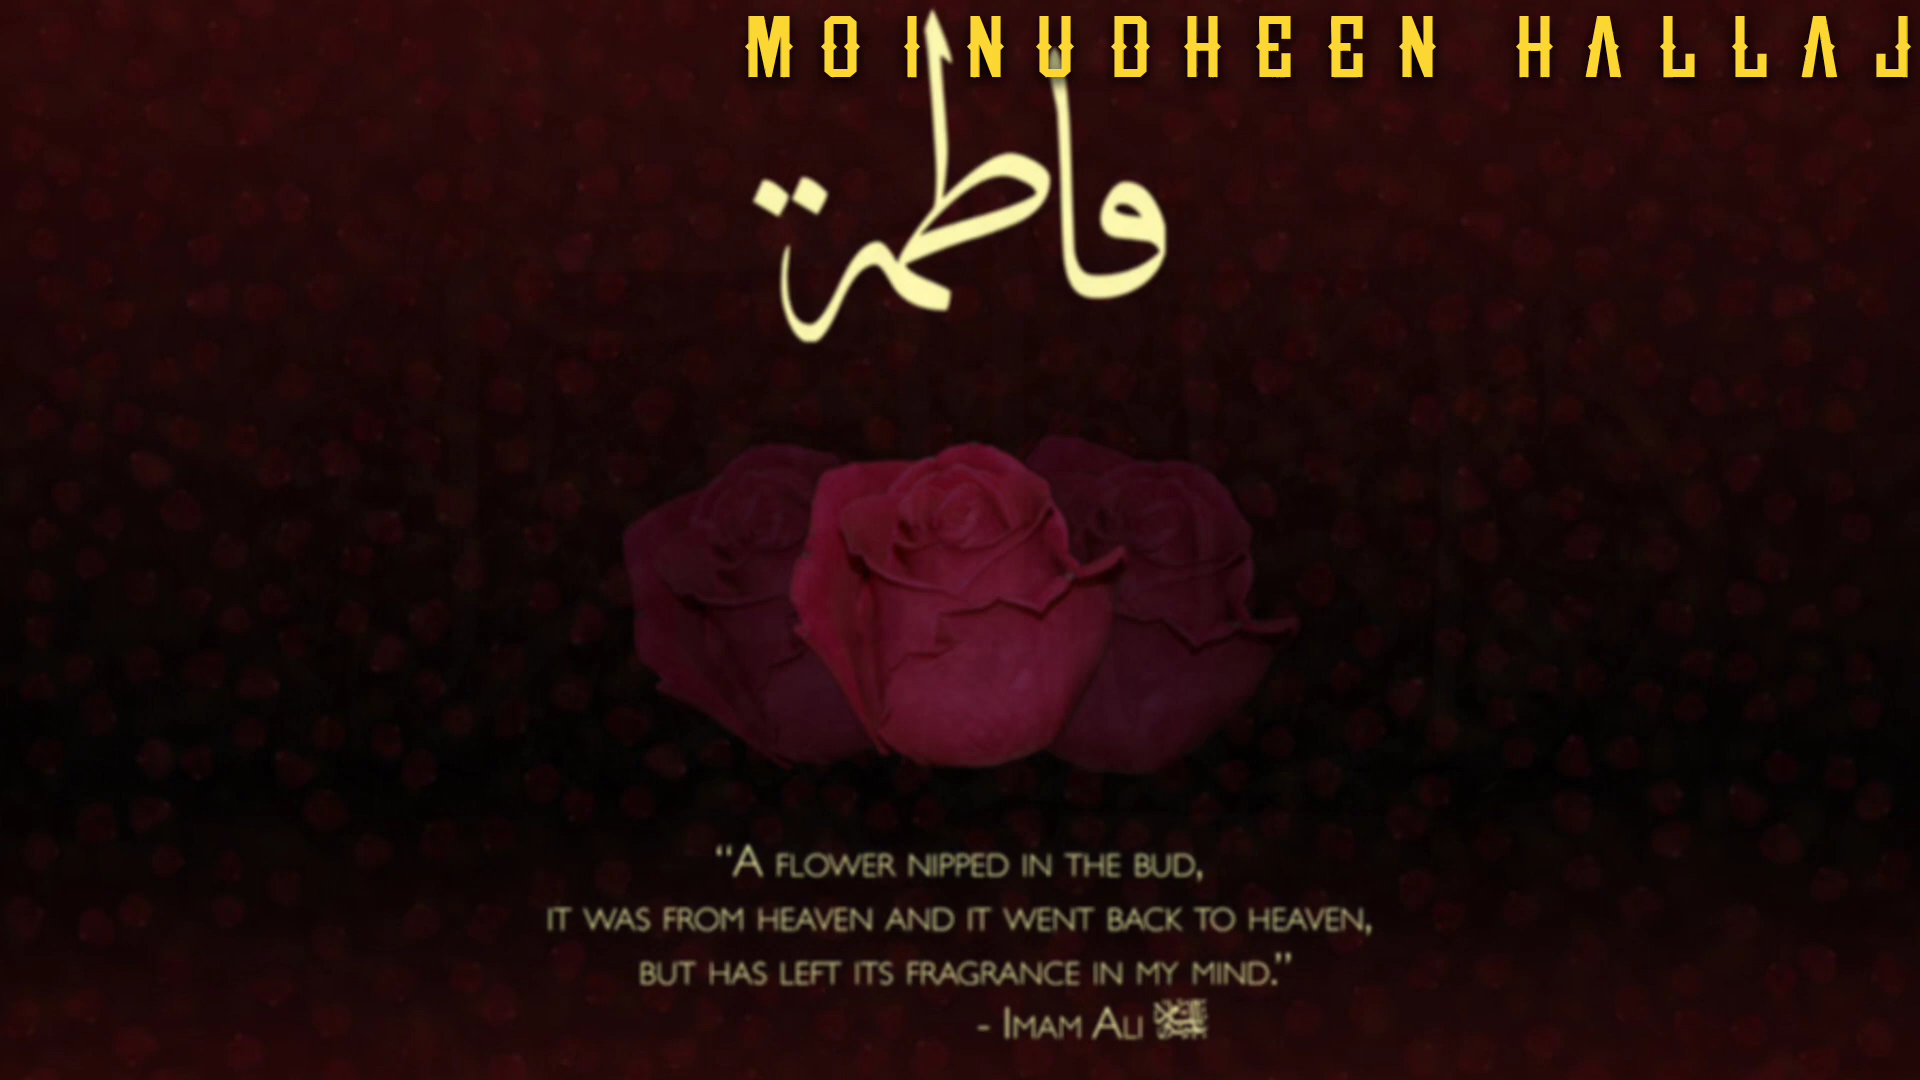 MOINUDHEEN HALLAJ
فاطمة
“A FLOWER NIPPED IN THE BUD,
IT WAS FROM HEAVEN AND IT WENT BACK TO HEAVEN,
BUT HAS LEFT ITS FRAGRANCE IN MY MIND.”
- IMAM ALI